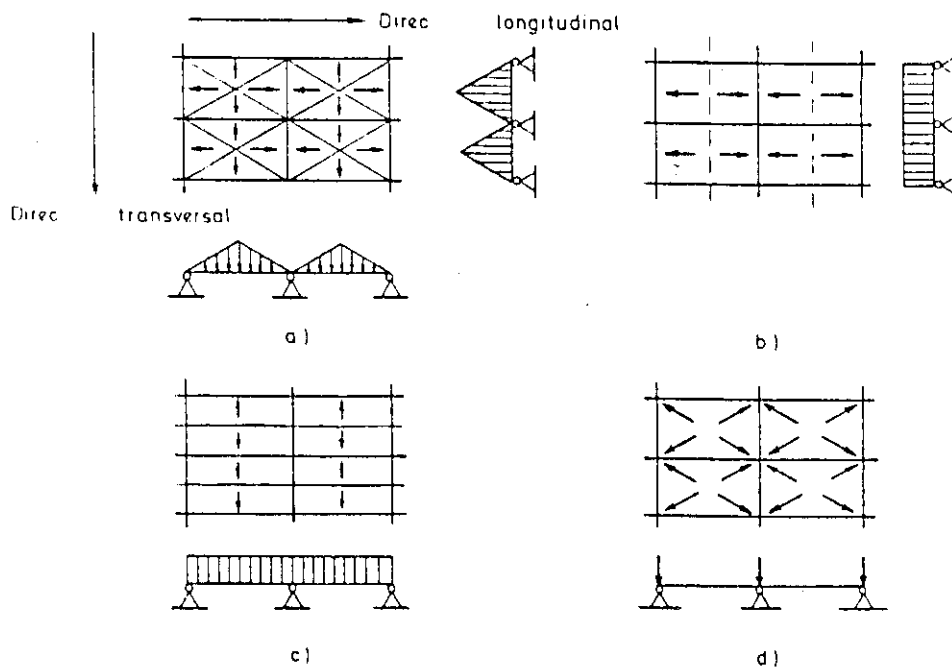 Direc longitudinal
Direc transversal
a)
b)
c)
d)